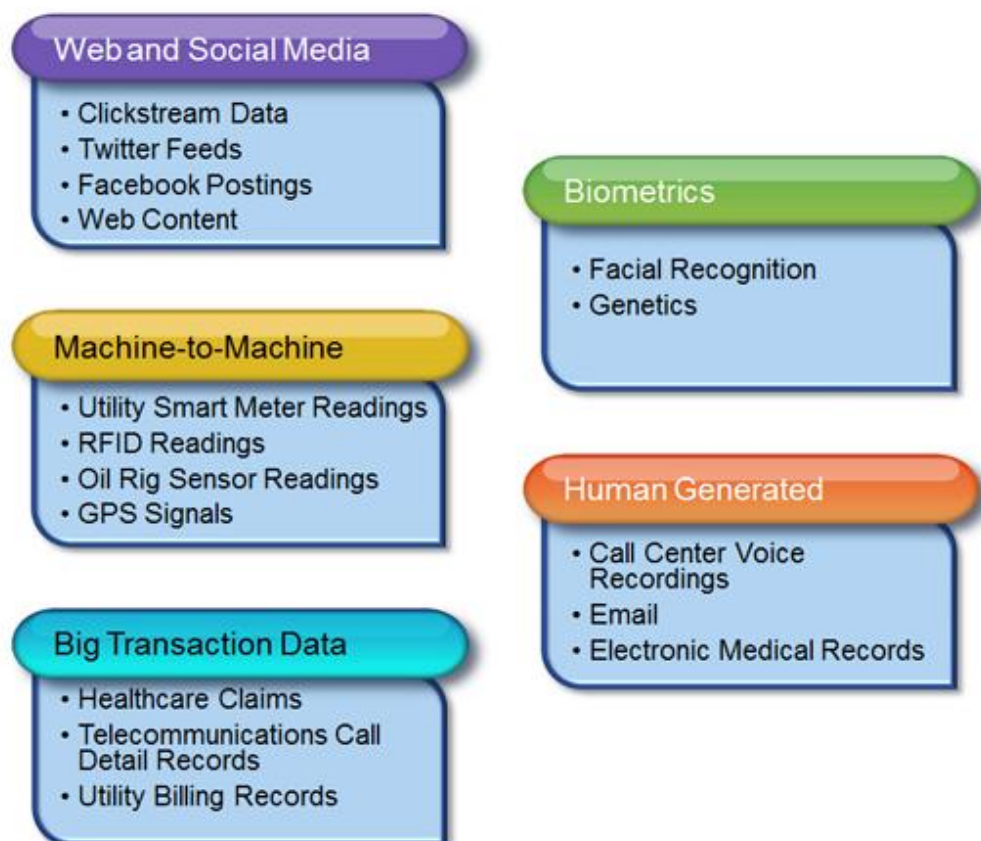 Web and Social Media
• Clickstream Data
• Twitter Feeds
• Facebook Postings
• Web Content
Machine-to-Machine
• Utility Smart Meter Readings
• RFID Readings
• Oil Rig Sensor Readings
• GPS Signals
Big Transaction Data
• Healthcare Claims
• Telecommunications Call
Detail Records
• Utility Billing Records
Biometrics
• Facial Recognition
• Genetics
Human Generated
• Call Center Voice
Recordings
• Email
• Electronic Medical Records